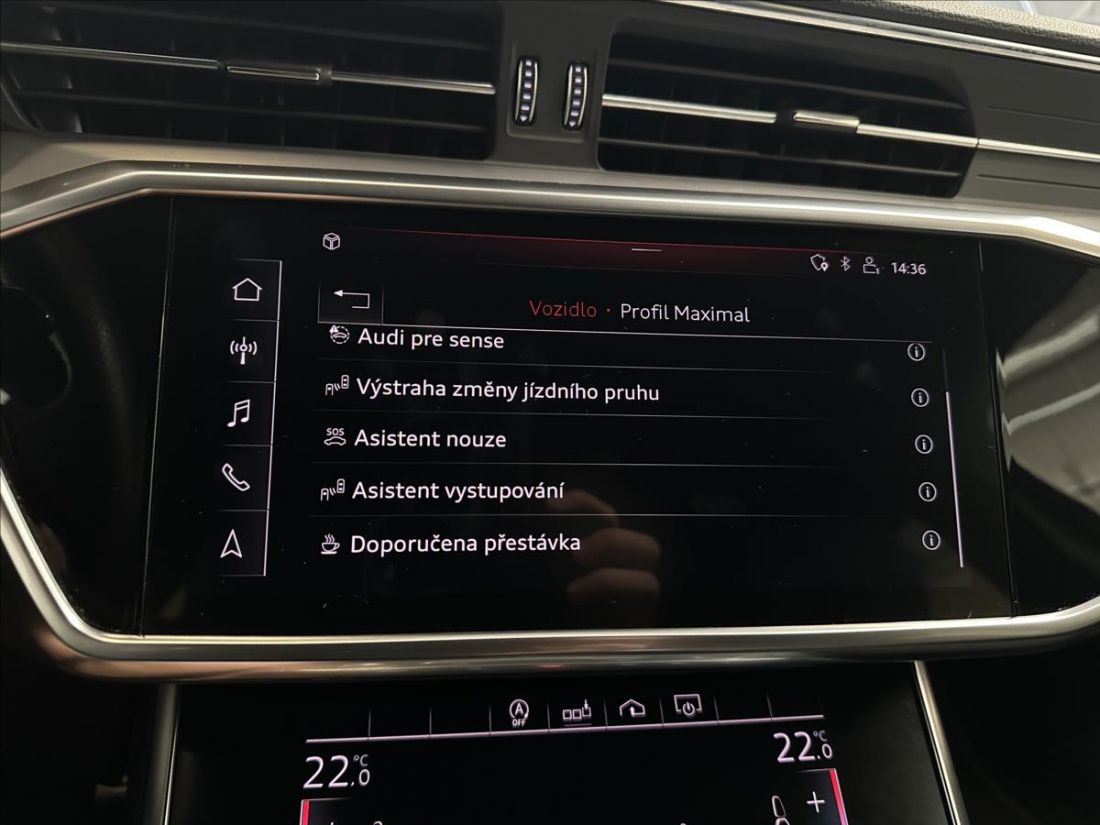 14:36
Vozidlo · Profil Maximal
Audi pre sense
Výstraha změny jízdního pruhu
SOS
Asistent nouze
Asistent vystupování
Doporučena přestávka
A
OFF
22.0 °C
22.0 °C
+